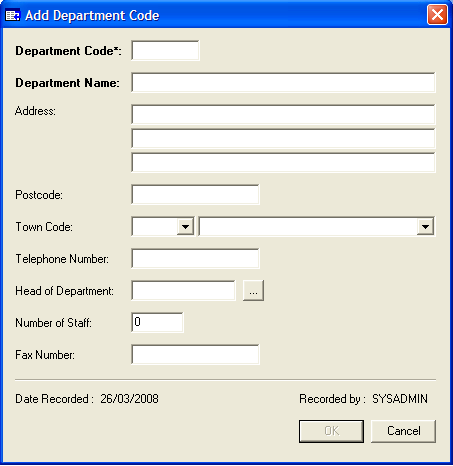 Add Department Code
Department Code*:
Department Name:
Address:
Postcode:
Town Code:
Telephone Number:
Head of Department: ...
Number of Staff: 0
Fax Number:
Date Recorded : 26/03/2008 Recorded by : SYSADMIN
OK Cancel